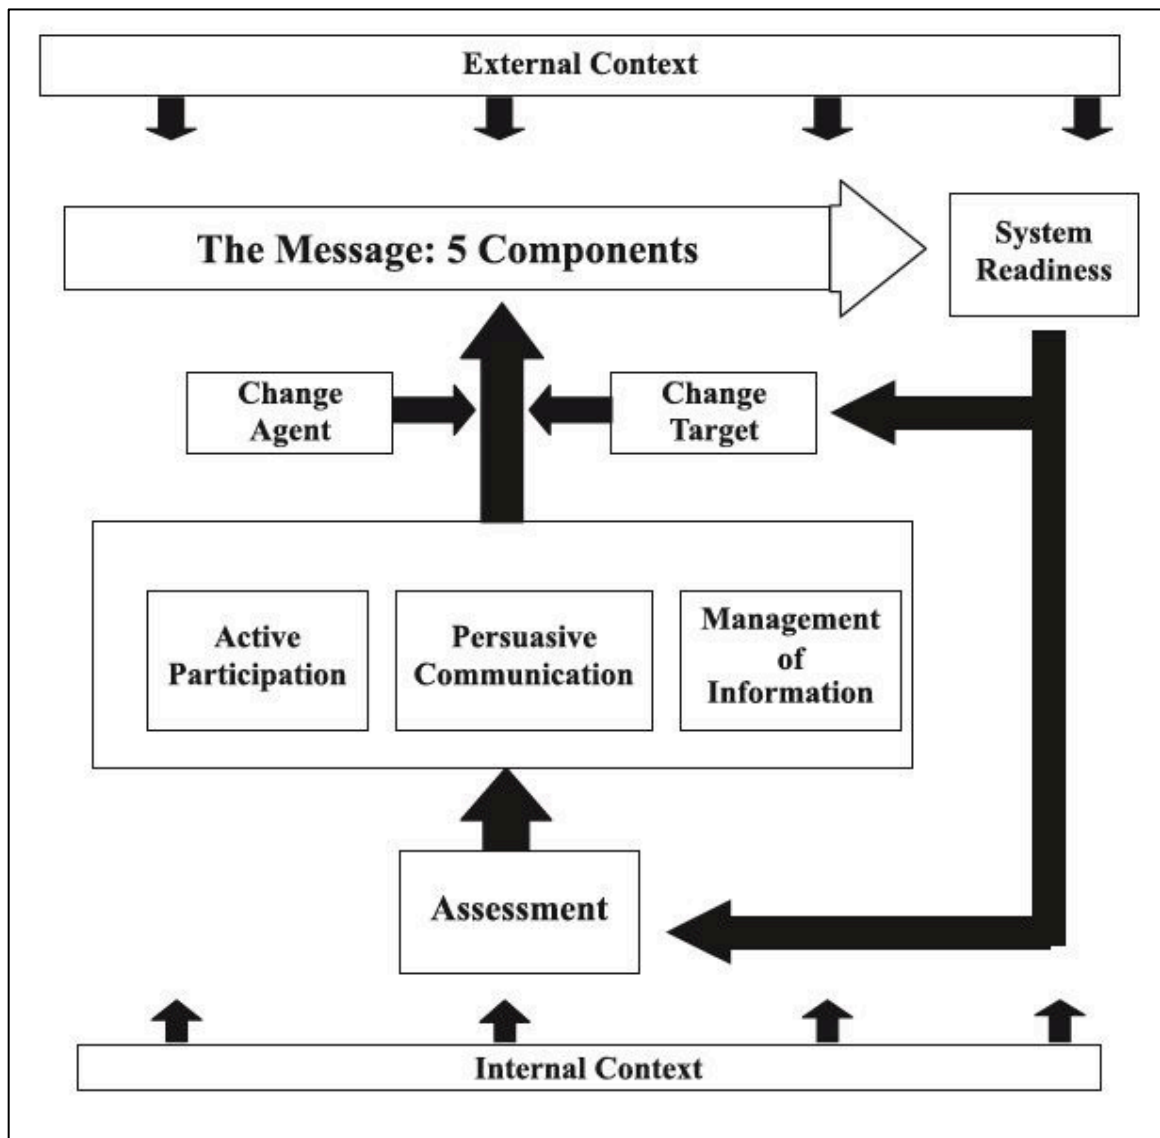 External Context
The Message: 5 Components
System
Readiness
Change
Agent
Change
Target
Active
Participation
Persuasive
Communication
Management
of
Information
Assessment
Internal Context